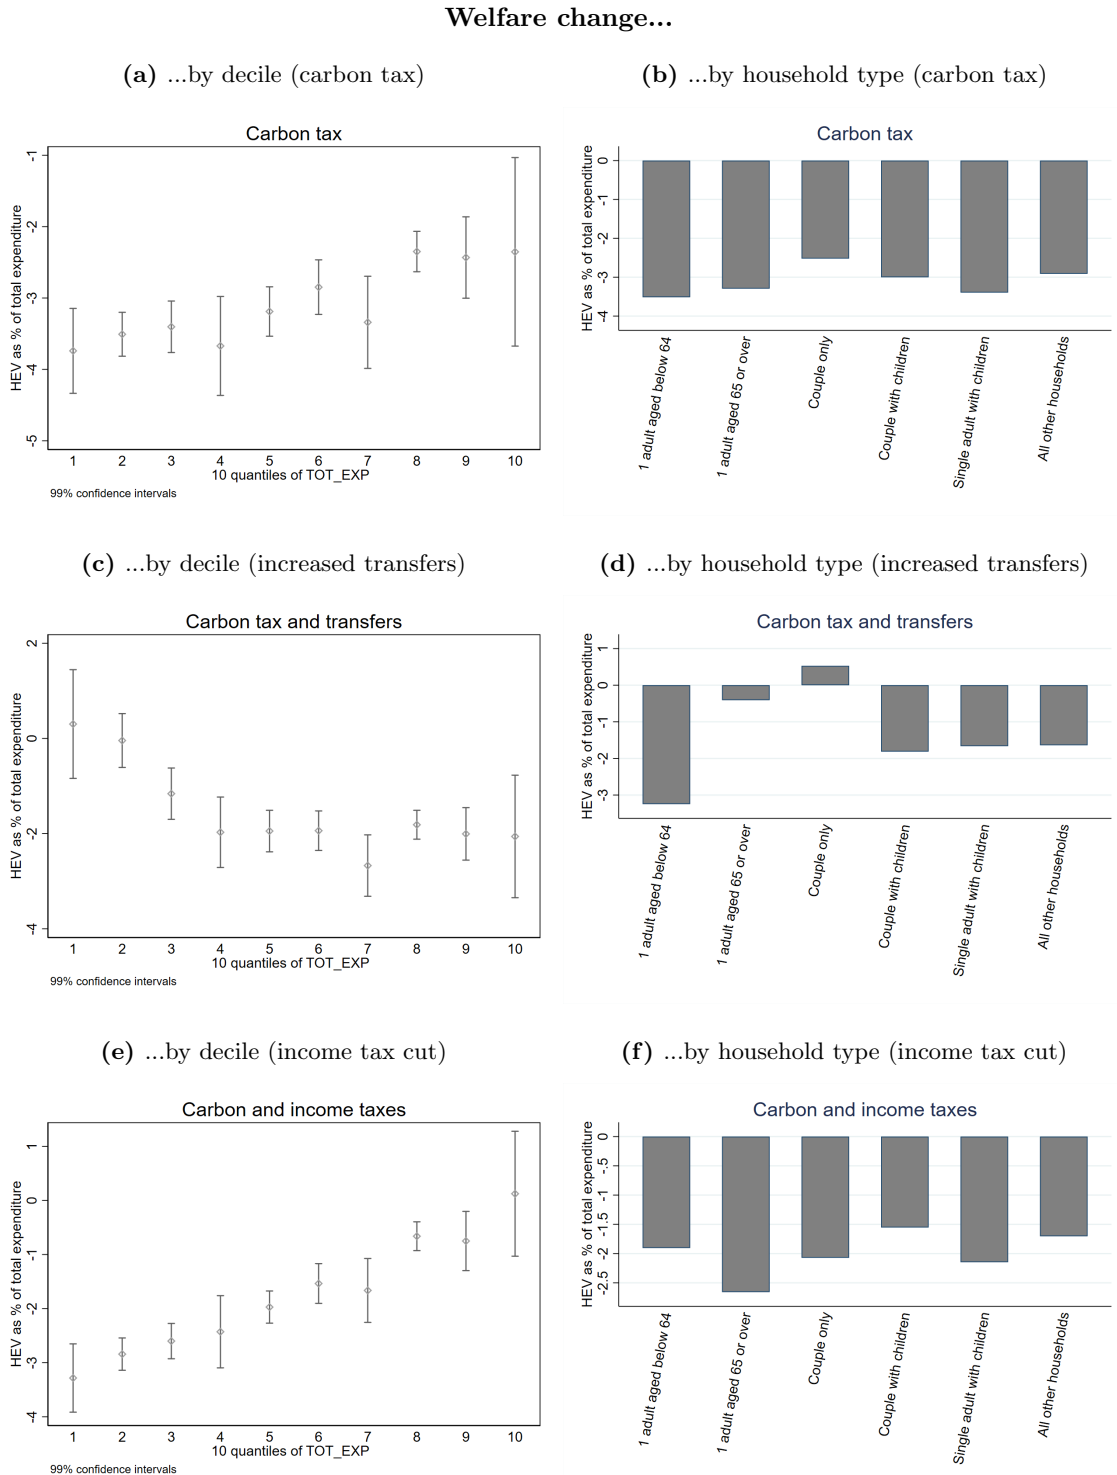 Welfare change...
(a) ...by decile (carbon tax)
Carbon tax
HEV as % of total expenditure
-1
-2
-3
-4
-5
1 2 3 4 5 6 7 8 9 10
10 quantiles of TOT_EXP
99% confidence intervals
(b) ...by household type (carbon tax)
Carbon tax
HEV as % of total expenditure
0
-1
-2
-3
-4
1 adult aged below 64
1 adult aged 65 or over
Couple only
Couple with children
Single adult with children
All other households
(c) ...by decile (increased transfers)
Carbon tax and transfers
HEV as % of total expenditure
2
0
-2
-4
1 2 3 4 5 6 7 8 9 10
10 quantiles of TOT_EXP
99% confidence intervals
(d) ...by household type (increased transfers)
Carbon tax and transfers
HEV as % of total expenditure
1
0
-1
-2
-3
1 adult aged below 64
1 adult aged 65 or over
Couple only
Couple with children
Single adult with children
All other households
(e) ...by decile (income tax cut)
Carbon and income taxes
HEV as % of total expenditure
1
0
-1
-2
-3
-4
1 2 3 4 5 6 7 8 9 10
10 quantiles of TOT_EXP
99% confidence intervals
(f) ...by household type (income tax cut)
Carbon and income taxes
HEV as % of total expenditure
0
-.5
-1
-1.5
-2
-2.5
1 adult aged below 64
1 adult aged 65 or over
Couple only
Couple with children
Single adult with children
All other households